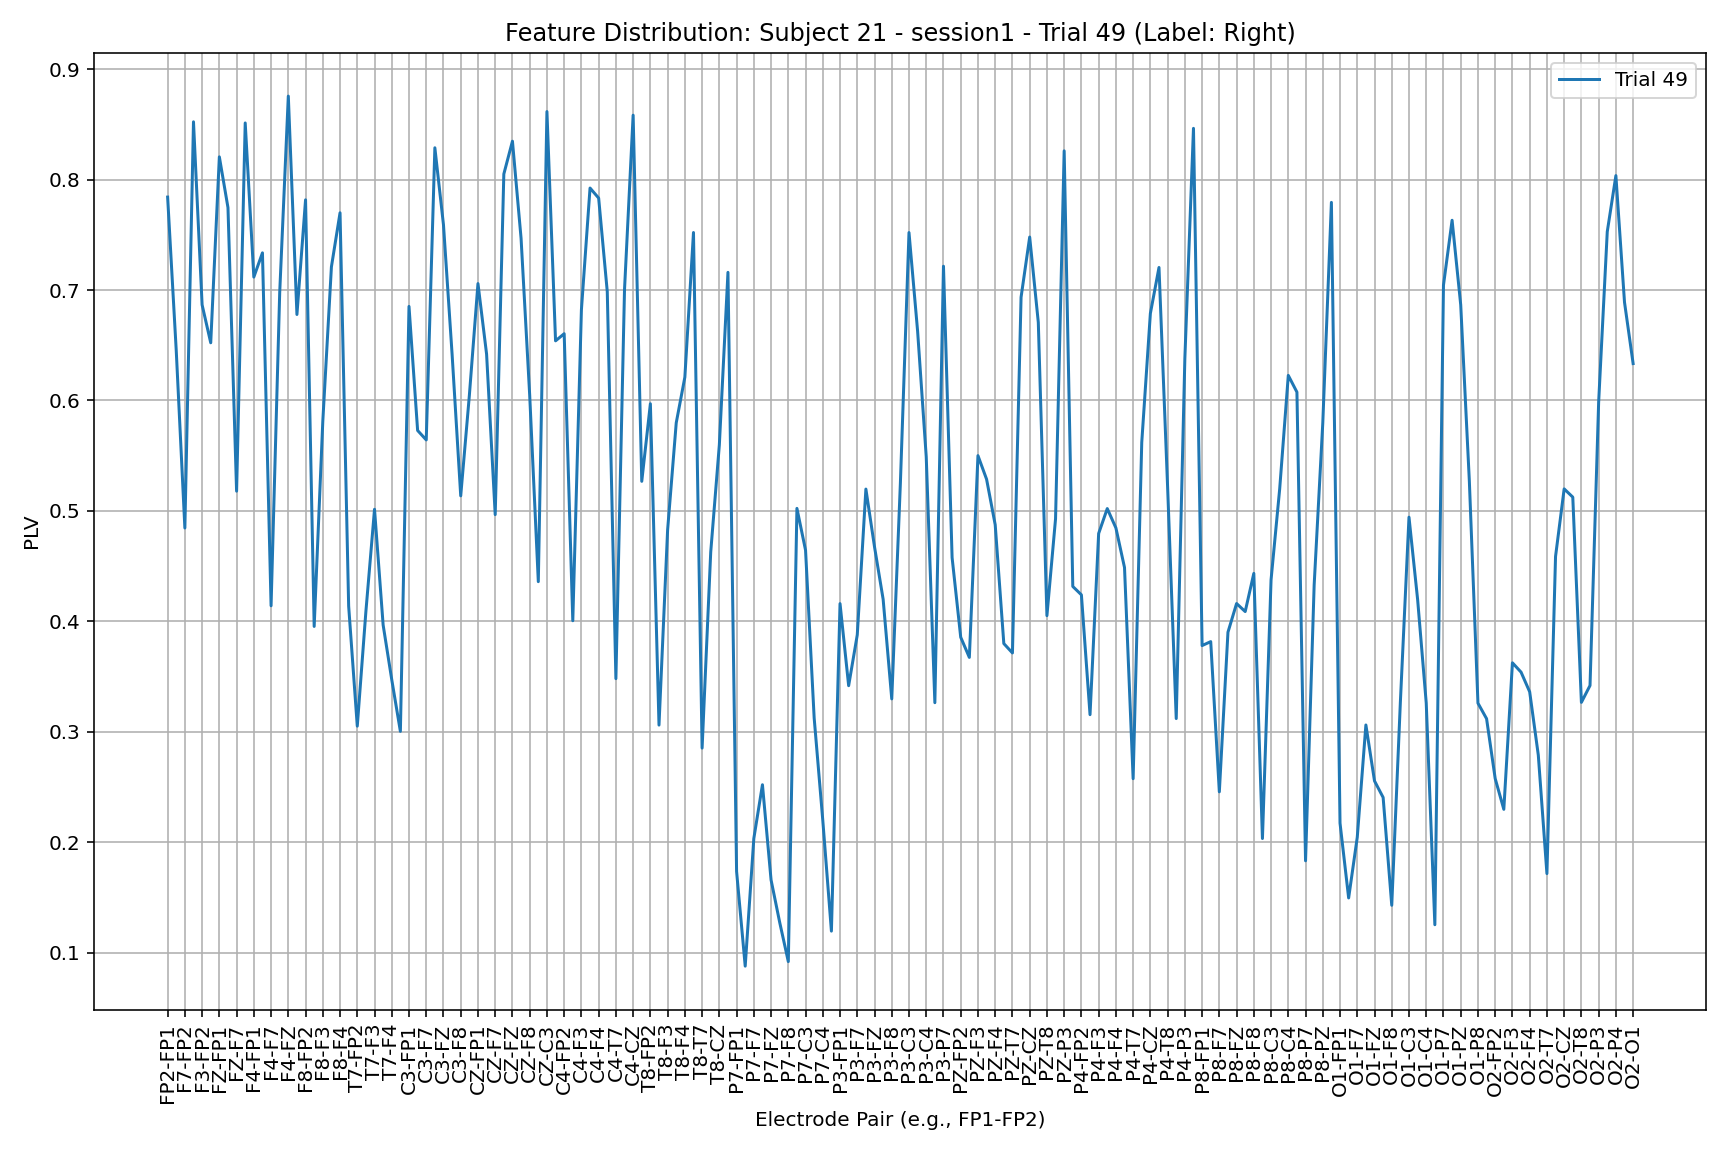 Feature Distribution: Subject 21 - session1 - Trial 49 (Label: Right)
Trial 49
PLV
0.9
0.8
0.7
0.6
0.5
0.4
0.3
0.2
0.1
FP2-FP1
F7-FP2
F3-FP2
FZ-FP1
FZ-F7
F4-FP1
F4-F7
F4-FZ
F8-FP2
F8-F3
F8-F4
T7-FP2
T7-F3
T7-F4
C3-FP1
C3-F7
C3-FZ
C3-F8
CZ-FP1
CZ-F7
CZ-FZ
CZ-F8
CZ-C3
C4-FP2
C4-F3
C4-F4
C4-T7
C4-CZ
T8-FP2
T8-F3
T8-F4
T8-T7
T8-CZ
P7-FP1
P7-F7
P7-FZ
P7-F8
P7-C3
P7-C4
P3-FP1
P3-F7
P3-FZ
P3-F8
P3-C3
P3-C4
P3-P7
PZ-FP2
PZ-F3
PZ-F4
PZ-T7
PZ-CZ
PZ-T8
PZ-P3
P4-FP2
P4-F3
P4-F4
P4-T7
P4-CZ
P4-T8
P4-P3
P8-FP1
P8-F7
P8-FZ
P8-F8
P8-C3
P8-C4
P8-P7
P8-PZ
O1-FP1
O1-F7
O1-FZ
O1-F8
O1-C3
O1-C4
O1-P7
O1-PZ
O1-P8
O2-FP2
O2-F3
O2-F4
O2-T7
O2-CZ
O2-T8
O2-P3
O2-P4
O2-O1
Electrode Pair (e.g., FP1-FP2)